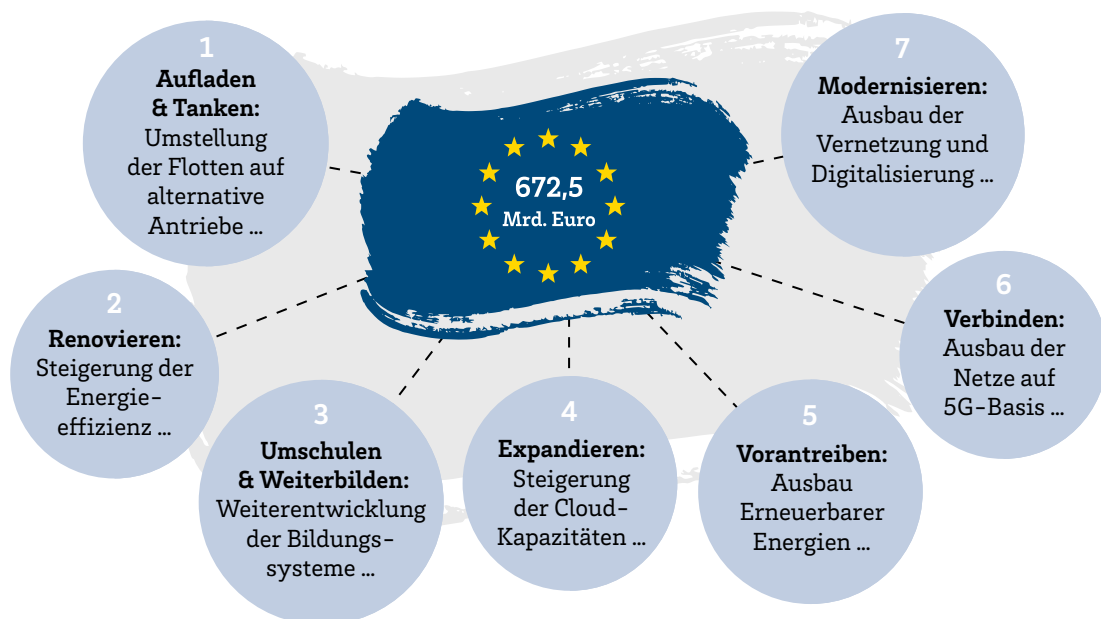 672,5
Mrd. Euro
1
Aufladen
& Tanken:
Umstellung
der Flotten auf
alternative
Antriebe ...
2
Renovieren:
Steigerung der
Energie-
effizienz ...
3
Umschulen
& Weiterbilden:
Weiterentwicklung
der Bildungs-
systeme ...
4
Expandieren:
Steigerung
der Cloud-
Kapazitäten ...
5
Vorantreiben:
Ausbau
Erneuerbarer
Energien ...
6
Verbinden:
Ausbau der
Netze auf
5G-Basis ...
7
Modernisieren:
Ausbau der
Vernetzung und
Digitalisierung ...